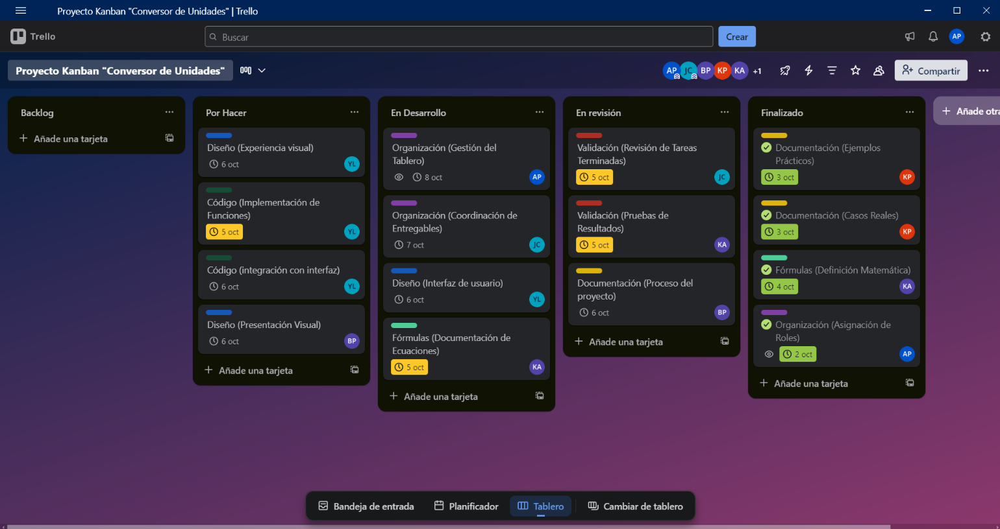 Proyecto Kanban "Conversor de Unidades" | Trello
Trello
Buscar
Crear
AP
Proyecto Kanban "Conversor de Unidades"
AP JC BP KP KA +1
Compartir
Backlog
Añade una tarjeta
Por Hacer
Diseño (Experiencia visual)
6 oct
YL
Código (Implementación de
Funciones)
5 oct
YL
Código (integración con interfaz)
6 oct
YL
Diseño (Presentación Visual)
6 oct
BP
Añade una tarjeta
En Desarrollo
Organización (Gestión del
Tablero)
8 oct
AP
Organización (Coordinación de
Entregables)
7 oct
JC
Diseño (Interfaz de usuario)
6 oct
YL
Fórmulas (Documentación de
Ecuaciones)
5 oct
KA
Añade una tarjeta
En revisión
Validación (Revisión de Tareas
Terminadas)
5 oct
JC
Validación (Pruebas de
Resultados)
5 oct
KA
Documentación (Proceso del
proyecto)
6 oct
BP
Añade una tarjeta
Finalizado
Documentación (Ejemplos
Prácticos)
3 oct
KP
Documentación (Casos Reales)
3 oct
KP
Fórmulas (Definición Matemática)
4 oct
KA
Organización (Asignación de
Roles)
2 oct
AP
Añade una tarjeta
Añade otra
Bandeja de entrada
Planificador
Tablero
Cambiar de tablero